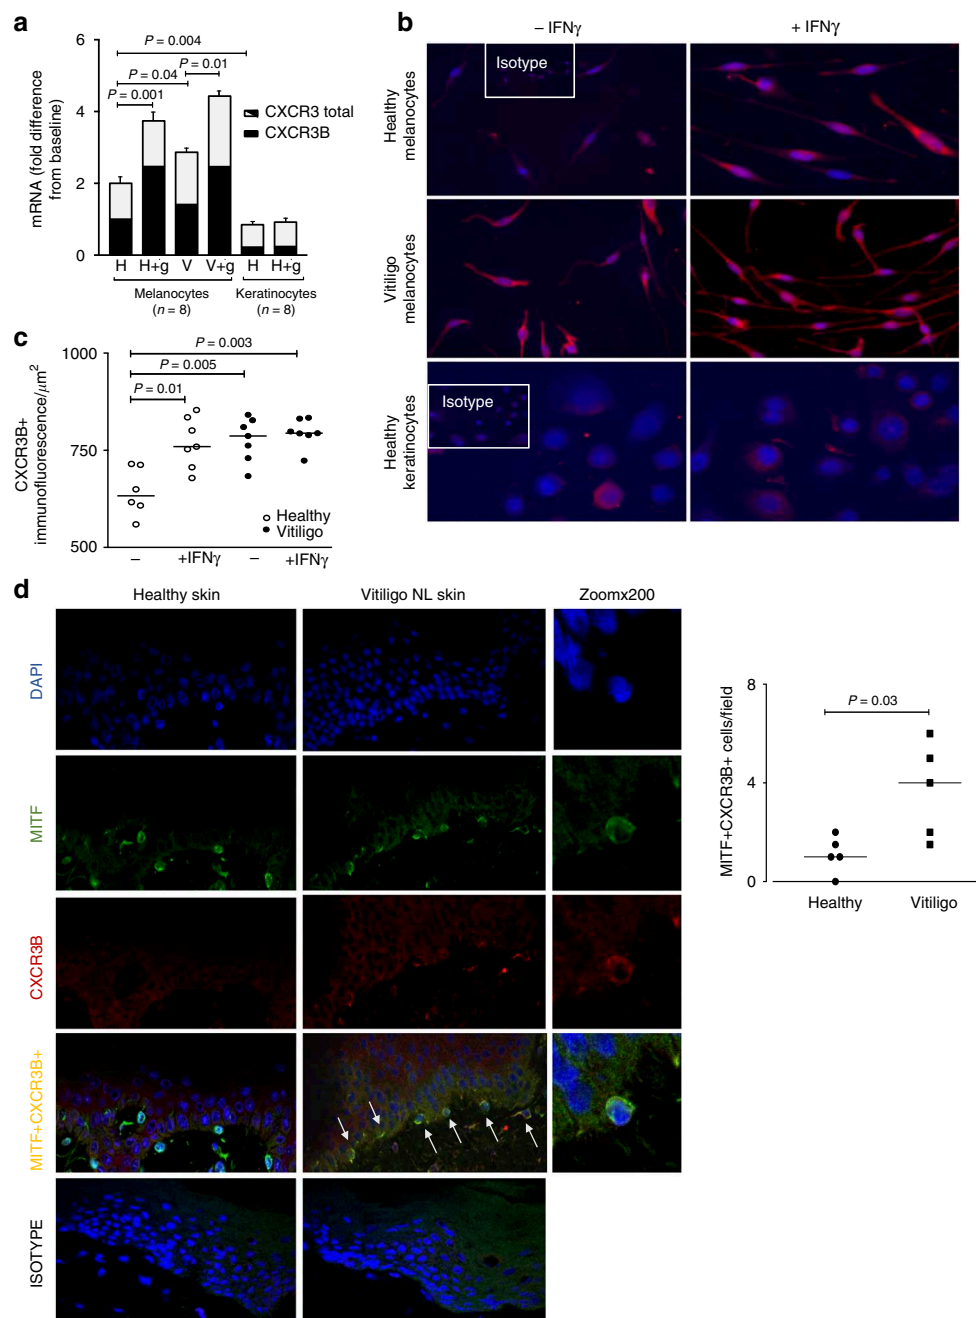 a
6
4
2
0
mRNA (fold difference
from baseline)
P = 0.004
P = 0.01
P = 0.04
P = 0.001
CXCR3 total
CXCR3B
H H+g V V+g H H+g
Melanocytes
(n = 8)
Keratinocytes
(n = 8)
b
– IFNγ
+ IFNγ
Healthy
melanocytes
Isotype
Vitiligo
melanocytes
Healthy
keratinocytes
Isotype
c
1000
750
500
CXCR3B+
immunofluorescence/μm²
P = 0.003
P = 0.005
P = 0.01
Healthy
Vitiligo
– +IFNγ – +IFNγ
d
Healthy skin
Vitiligo NL skin
Zoomx200
DAPI
MITF
CXCR3B
MITF+CXCR3B+
ISOTYPE
8
4
0
MITF+CXCR3B+ cells/field
P = 0.03
Healthy
Vitiligo